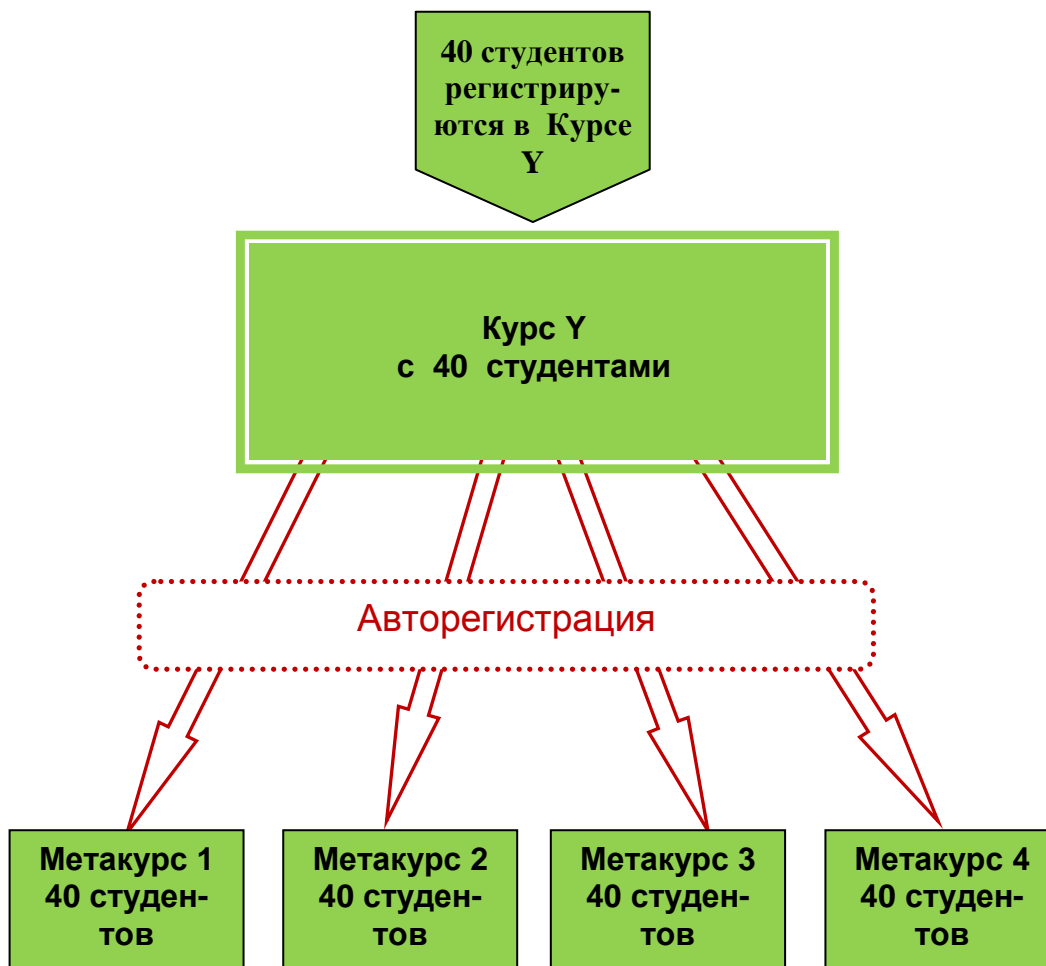 40 студентов
регистриру-
ются в Курсе
Y
Курс Y
с 40 студентами
Авторегистрация
Метакурс 1
40 студен-
тов
Метакурс 2
40 студен-
тов
Метакурс 3
40 студен-
тов
Метакурс 4
40 студен-
тов